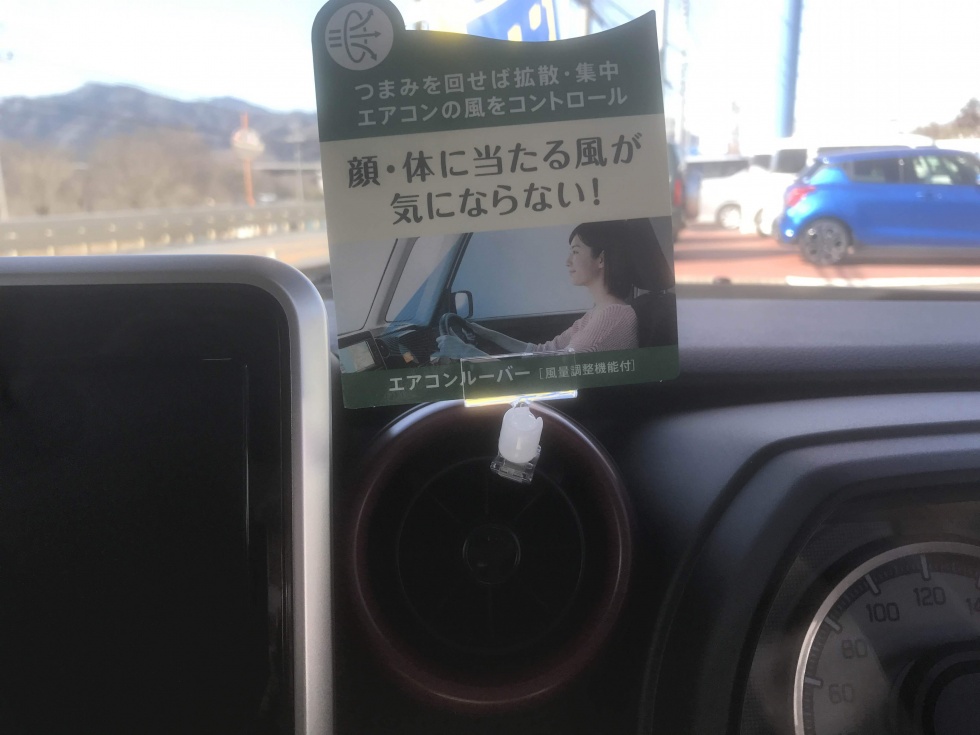 つまみを回せば拡散・集中
エアコンの風をコントロール
顔・体に当たる風が
気にならない!
エアコンルーバー [風量調整機能付]
120
100
80
60